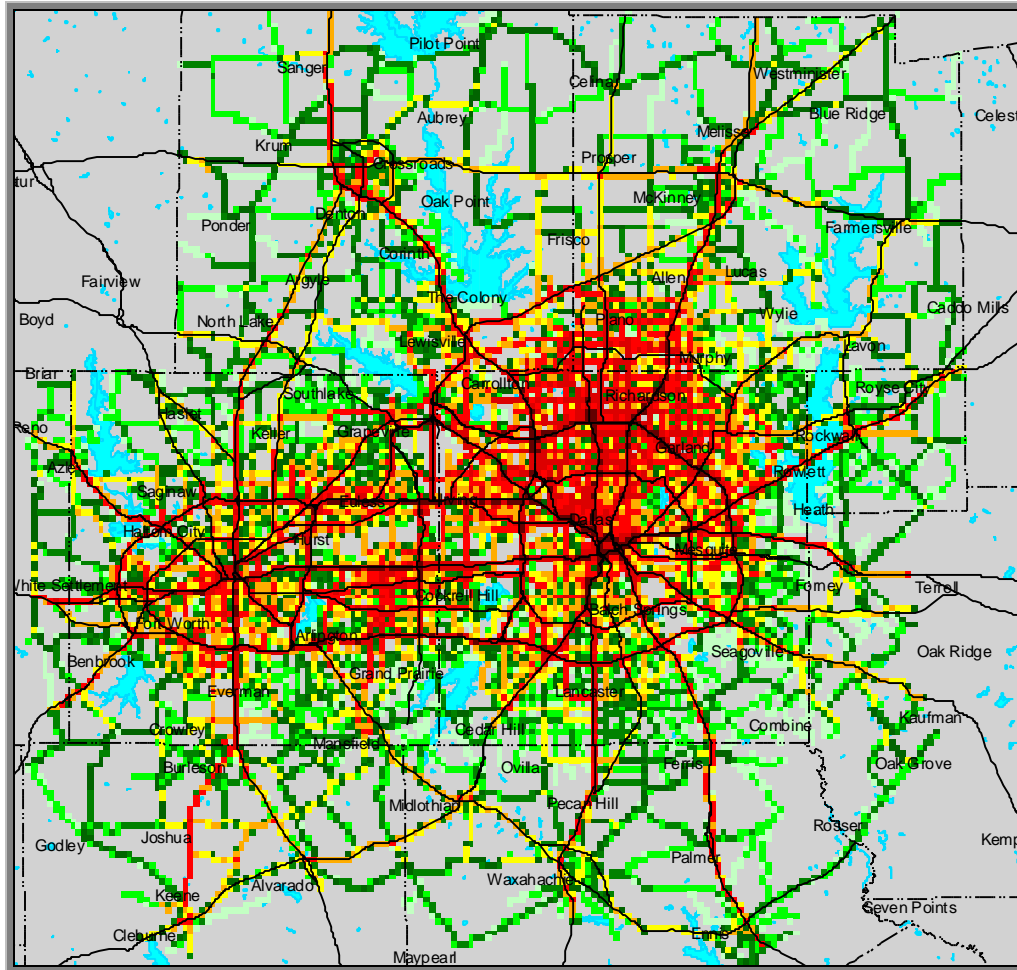 Pilot Point
Sanger
Celina
Westminister
Blue Ridge
Aubrey
Celest
Melissa
Krum
Crossroads
Prosper
tur
McKinney
Oak Point
Denton
Ponder
Farmersville
Frisco
Corinth
Allen
Lucas
Fairview
Argyle
The Colony
Caddo Mills
Wylie
Boyd
North Lake
Plano
Lewisville
Lavon
Murphy
Briar
Carrollton
Royse City
Southlake
Richardson
Haslet
Reno
Keller
Grapevine
Rockwall
Garland
Azle
Rowlett
Saginaw
Euless
Irving
Heath
Haltom City
Dallas
Hurst
Mesquite
White Settlement
Cockrell Hill
Forney
Terrell
Balch Springs
Fort Worth
Arlington
Seagoville
Oak Ridge
Benbrook
Grand Prairie
Everman
Lancaster
Kaufman
Crowley
Cedar Hill
Combine
Mansfield
Burleson
Ovilla
Ferris
Oak Grove
Midlothian
Pecan Hill
Rosser
Joshua
Godley
Kemp
Palmer
Waxahachie
Alvarado
Keene
Seven Points
Cleburne
Ennis
Maypearl